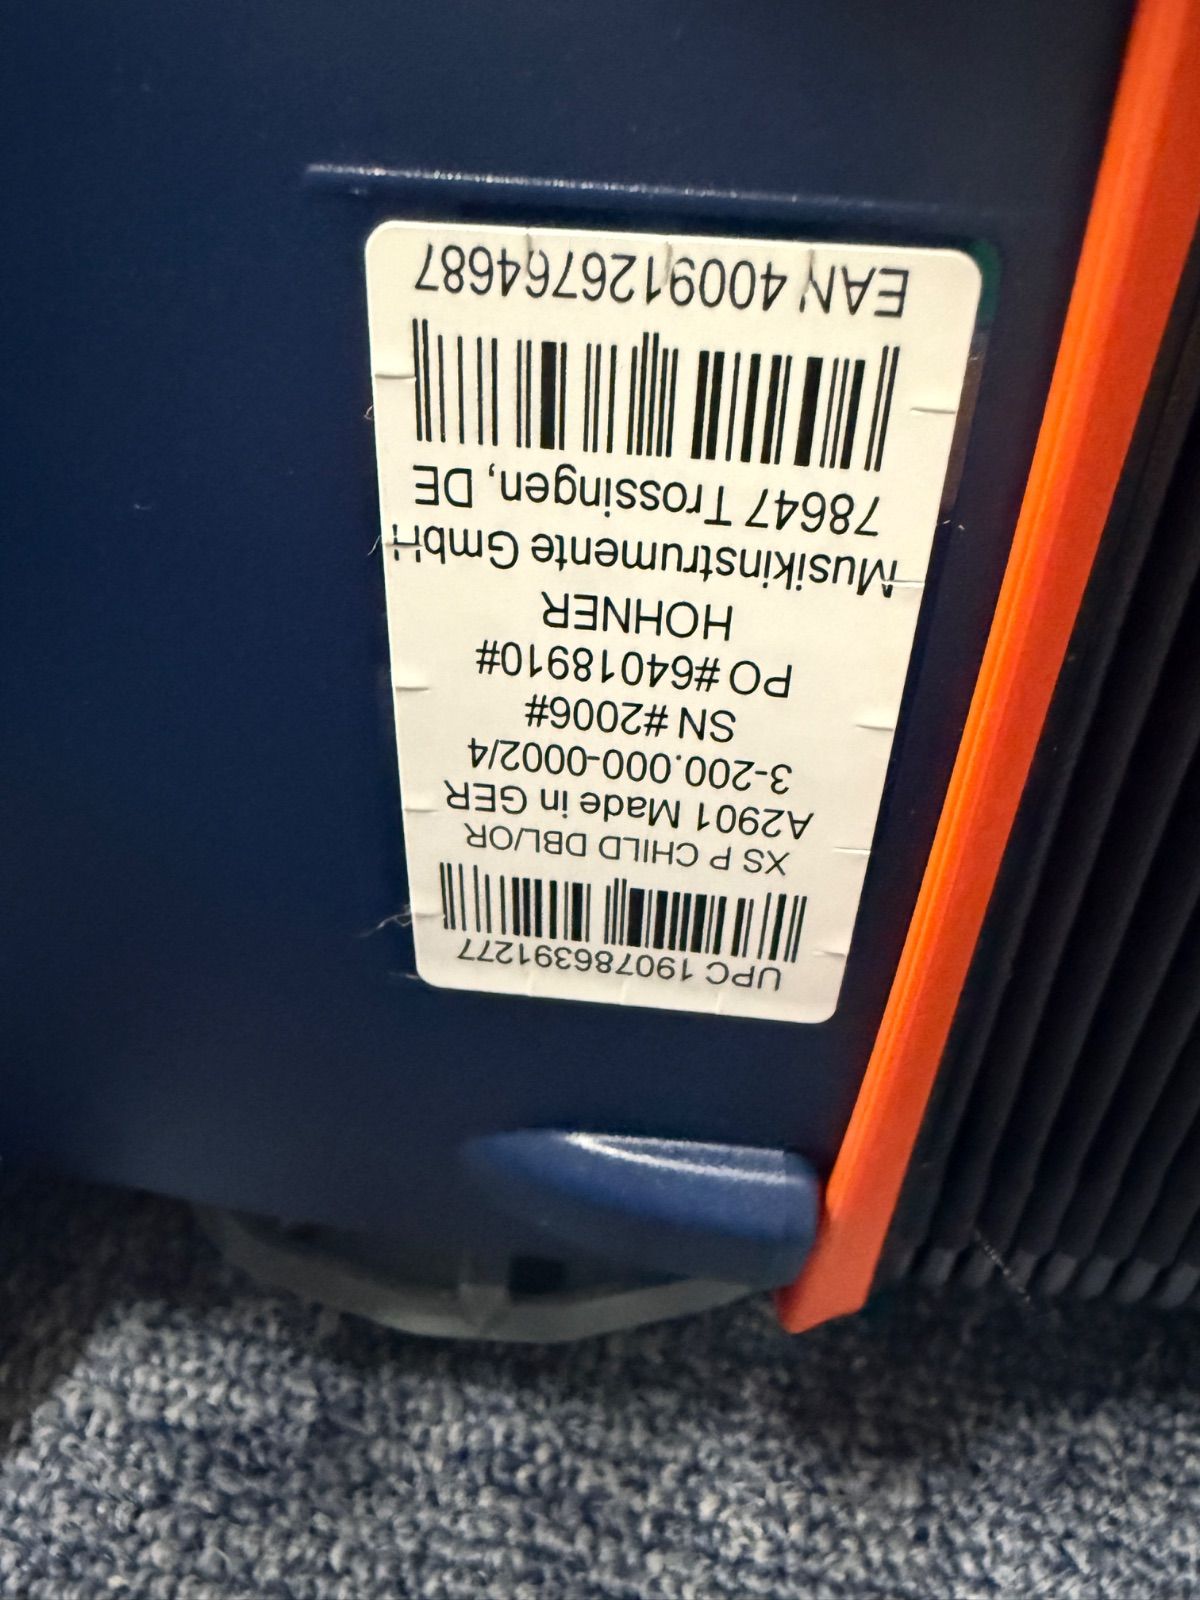 UPC 190786391277
XS P CHILD DBL/OR
A2901 Made in GER
3-200.000-0002/4
SN #2006#
PO #64018910#
HOHNER
Musikinstrumente GmbH
78647 Trossingen, DE
EAN 4009126764687